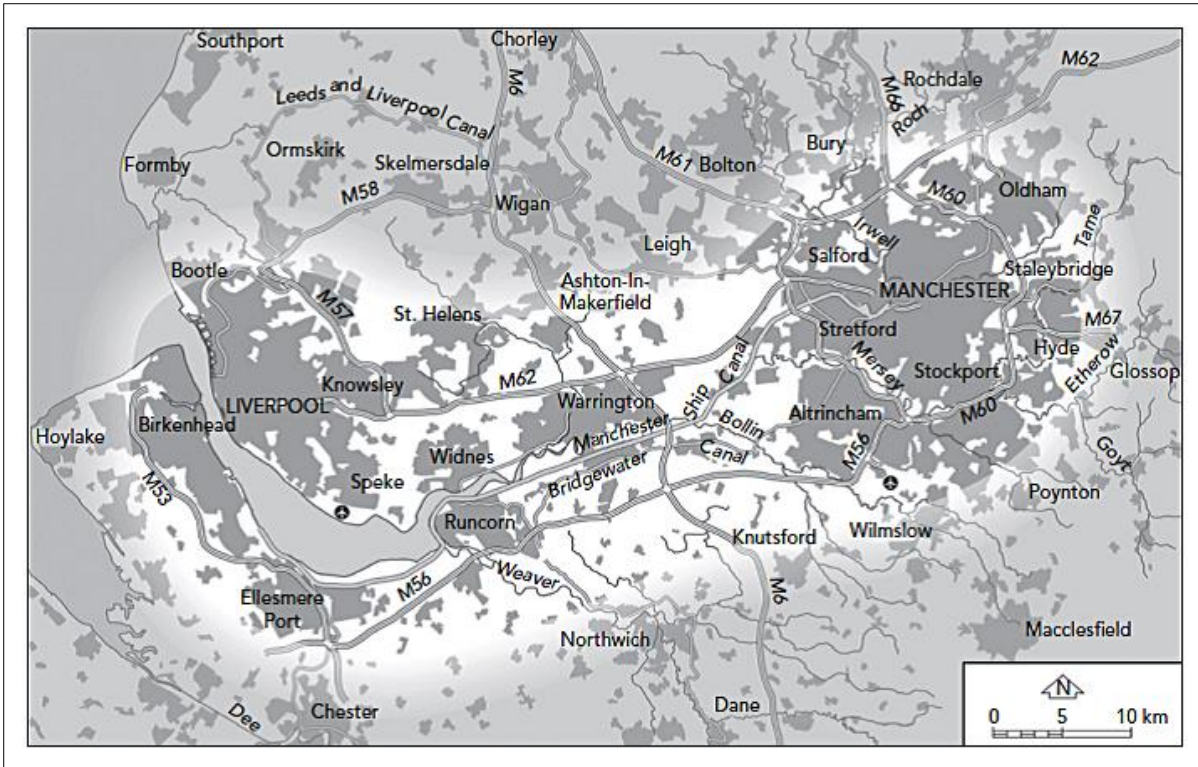 Southport
Chorley
M62
M6
Rochdale
M66
Roch
Leeds and Liverpool Canal
Bury
Formby
Ormskirk
Skelmersdale
M61
Bolton
M58
Wigan
M60
Oldham
Irwell
Tame
Leigh
Salford
Bootle
Ashton-In-
Makerfield
Staleybridge
MANCHESTER
M57
St. Helens
Stretford
M67
Hyde
Canal
Mersey
Stockport
Etherow
Glossop
Knowsley
M62
Ship
LIVERPOOL
Warrington
Altrincham
M60
Birkenhead
Hoylake
Bollin
Manchester
Widnes
Canal
M56
Goyt
Bridgewater
Speke
M53
Poynton
Runcorn
Knutsford
Wilmslow
Weaver
M56
Ellesmere
Port
M6
Northwich
Macclesfield
N
Dane
Chester
Dee
0 5 10 km